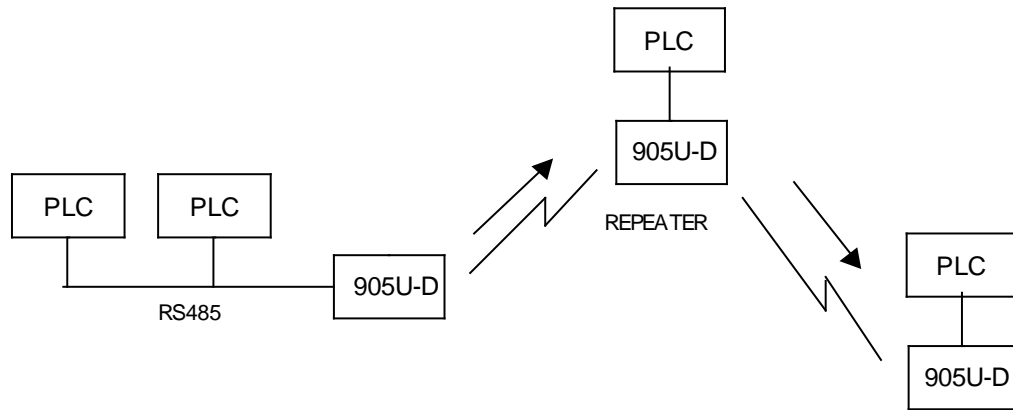 PLC
905U-D
REPEATER
PLC PLC
905U-D
RS485
PLC
905U-D